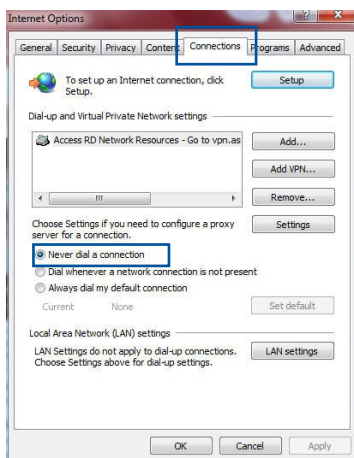 Internet Options
General Security Privacy Content Connections Programs Advanced
To set up an Internet connection, click
Setup.
Setup
Dial-up and Virtual Private Network settings
Access RD Network Resources - Go to vpn.as
Add...
Add VPN...
Remove...
Choose Settings if you need to configure a proxy
server for a connection.
Settings
Never dial a connection
Dial whenever a network connection is not present
Always dial my default connection
Current None
Set default
Local Area Network (LAN) settings
LAN Settings do not apply to dial-up connections.
Choose Settings above for dial-up settings.
LAN settings
OK Cancel Apply